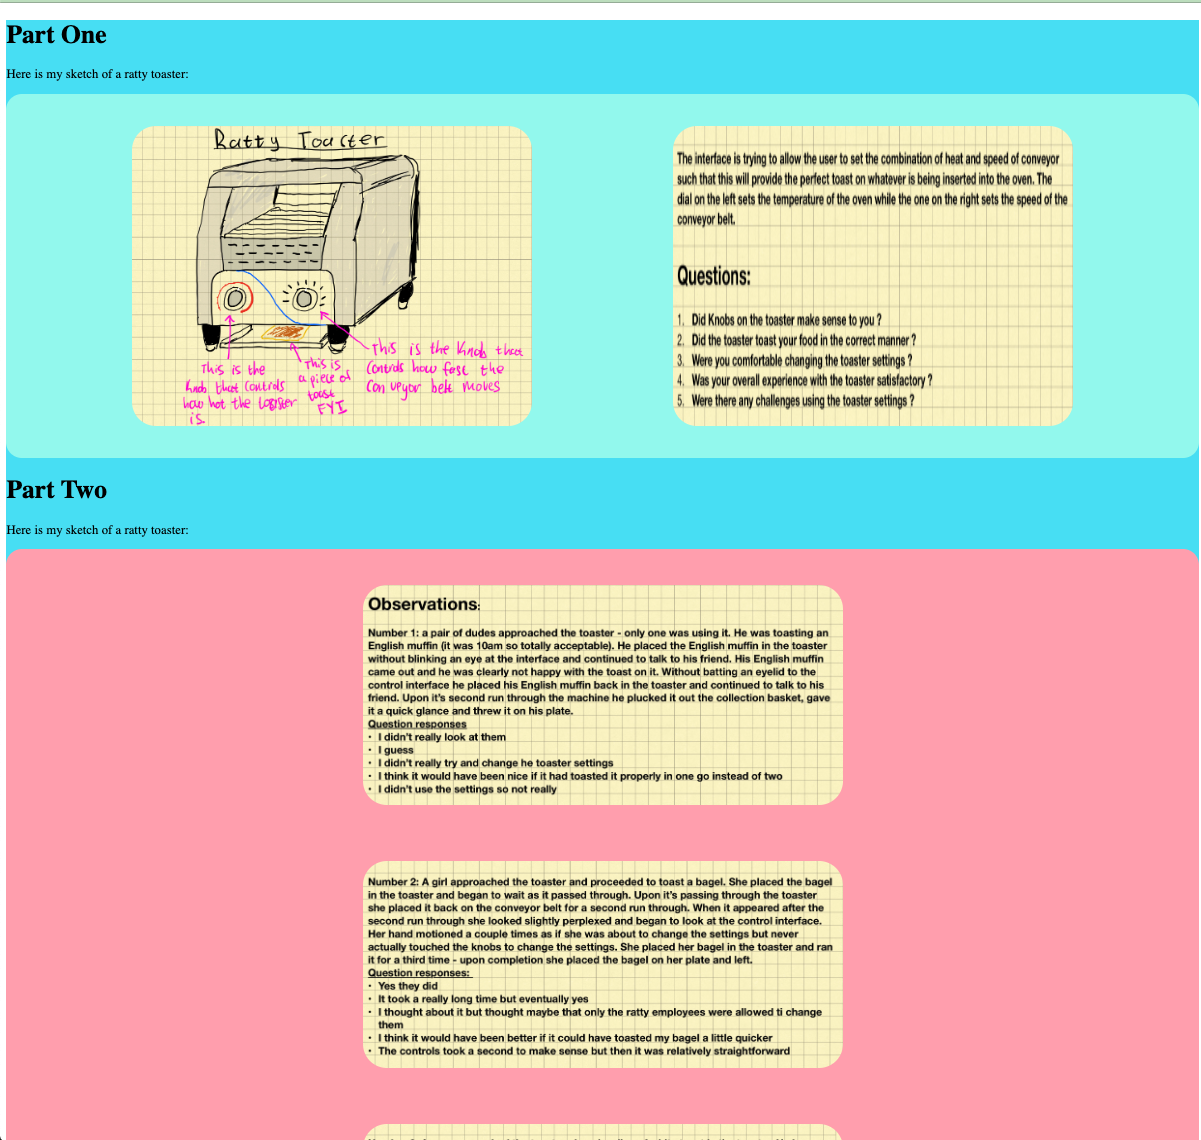 Part One
Here is my sketch of a ratty toaster:
Ratty Toaster
This is the
knob that controls
how hot the togster
is.
This is
a piece of
toast
FYI
This is the knob that
controls how fast the
conveyor belt moves
The interface is trying to allow the user to set the combination of heat and speed of conveyor
such that this will provide the perfect toast on whatever is being inserted into the oven. The
dial on the left sets the temperature of the oven while the one on the right sets the speed of the
conveyor belt.
Questions:
1. Did Knobs on the toaster make sense to you ?
2. Did the toaster toast your food in the correct manner ?
3. Were you comfortable changing the toaster settings ?
4. Was your overall experience with the toaster satisfactory ?
5. Were there any challenges using the toaster settings ?
Part Two
Here is my sketch of a ratty toaster:
Observations:
Number 1: a pair of dudes approached the toaster - only one was using it. He was toasting an
English muffin (it was 10am so totally acceptable). He placed the English muffin in the toaster
without blinking an eye at the interface and continued to talk to his friend. His English muffin
came out and he was clearly not happy with the toast on it. Without batting an eyelid to the
control interface he placed his English muffin back in the toaster and continued to talk to his
friend. Upon it's second run through the machine he plucked it out the collection basket, gave
it a quick glance and threw it on his plate.
Question responses
• I didn't really look at them
• I guess
• I didn't really try and change he toaster settings
• I think it would have been nice if it had toasted it properly in one go instead of two
• I didn't use the settings so not really
Number 2: A girl approached the toaster and proceeded to toast a bagel. She placed the bagel
in the toaster and began to wait as it passed through. Upon it's passing through the toaster
she placed it back on the conveyor belt for a second run through. When it appeared after the
second run through she looked slightly perplexed and began to look at the control interface.
Her hand motioned a couple times as if she was about to change the settings but never
actually touched the knobs to change the settings. She placed her bagel in the toaster and ran
it for a third time - upon completion she placed the bagel on her plate and left.
Question responses:
• Yes they did
• It took a really long time but eventually yes
• I thought about it but thought maybe that only the ratty employees were allowed ti change
them
• I think it would have been better if it could have toasted my bagel a little quicker
• The controls took a second to make sense but then it was relatively straightforward